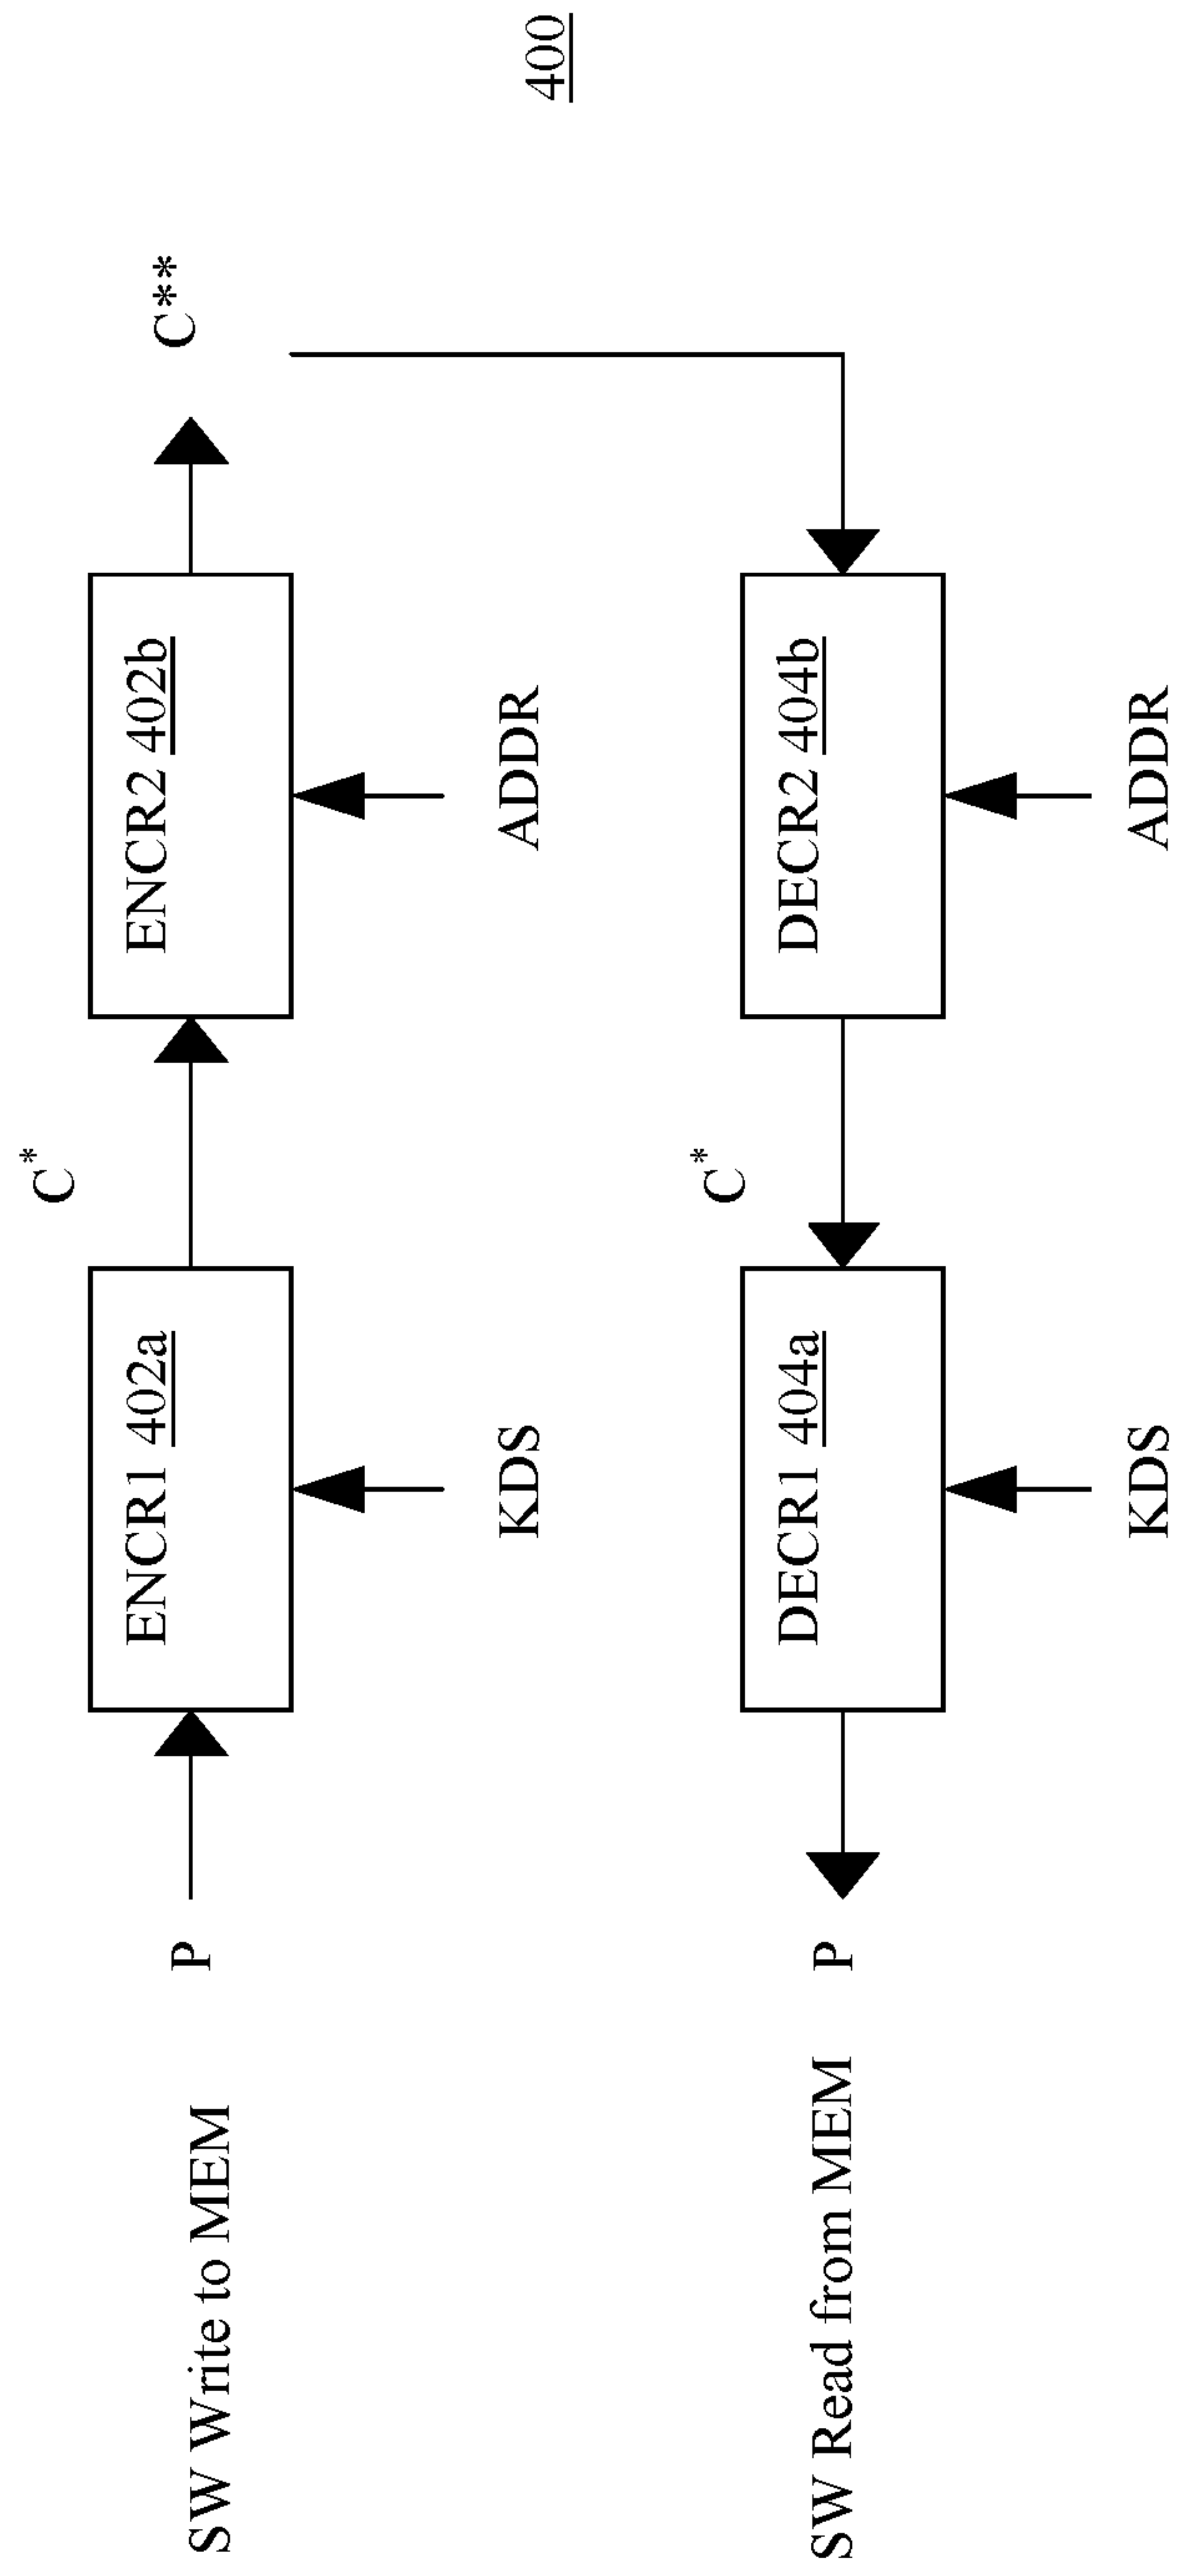 SW Write to MEM
P
ENCR1 402a
KDS
C*
ENCR2 402b
ADDR
C**
SW Read from MEM
P
DECR1 404a
KDS
C*
DECR2 404b
ADDR
400